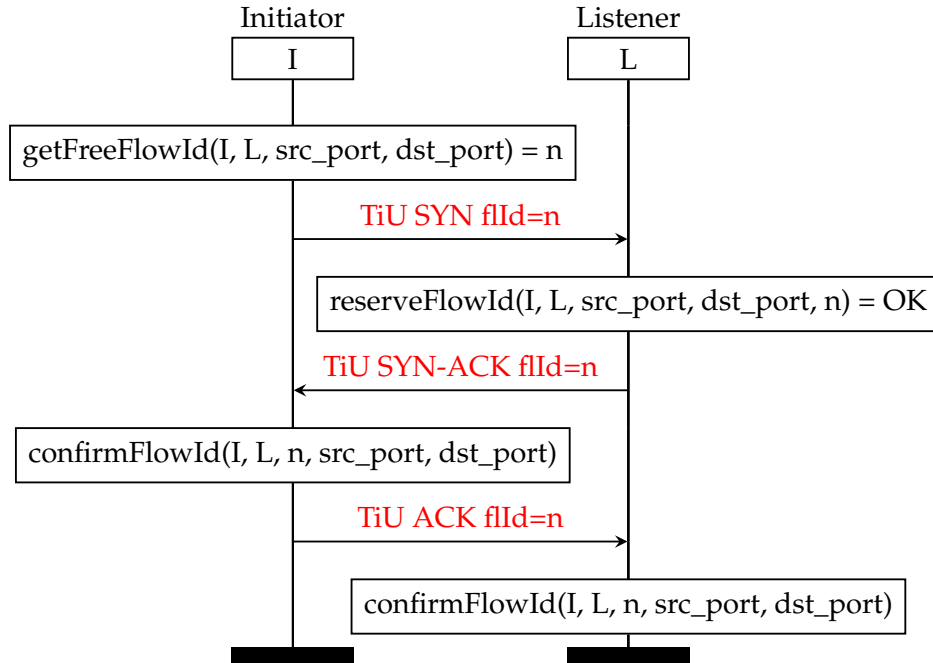 Initiator
Listener
I
L
getFreeFlowId(I, L, src_port, dst_port) = n
TiU SYN flId=n
reserveFlowId(I, L, src_port, dst_port, n) = OK
TiU SYN-ACK flId=n
confirmFlowId(I, L, n, src_port, dst_port)
TiU ACK flId=n
confirmFlowId(I, L, n, src_port, dst_port)